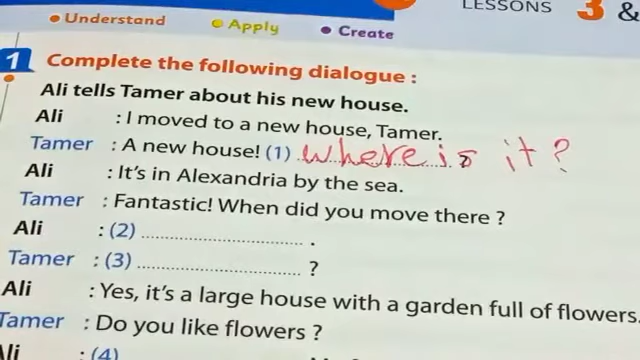 LESSONS 3 &
Understand Apply Create
1 Complete the following dialogue :
Ali tells Tamer about his new house.
Ali : I moved to a new house, Tamer.
Tamer : A new house! (1) where is it?
Ali : It's in Alexandria by the sea.
Tamer : Fantastic! When did you move there ?
Ali : (2) ............................ .
Tamer : (3) ............................ ?
Ali : Yes, it's a large house with a garden full of flowers.
Tamer : Do you like flowers ?
Ali : (4)